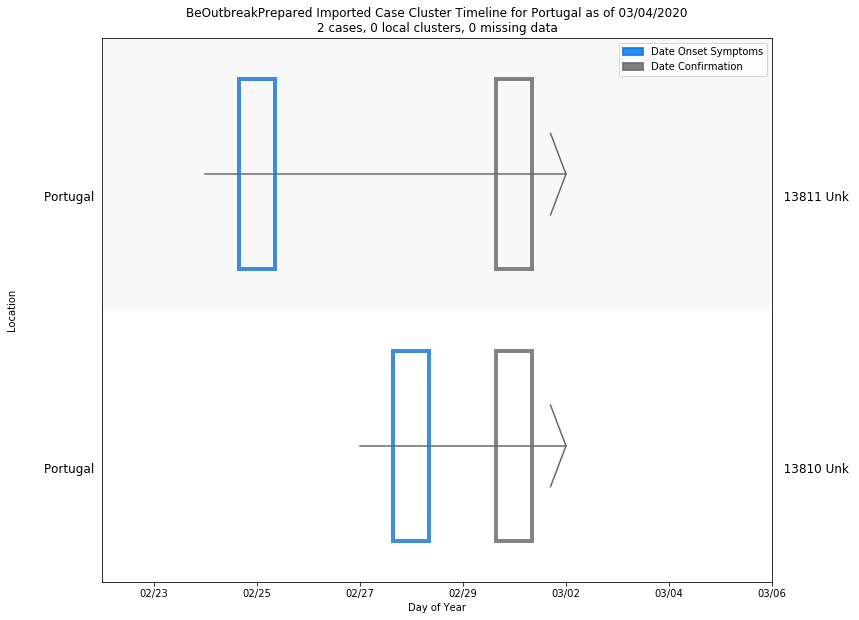 BeOutbreakPrepared Imported Case Cluster Timeline for Portugal as of 03/04/2020
2 cases, 0 local clusters, 0 missing data
Date Onset Symptoms
Date Confirmation
Portugal
13811 Unk
Location
Portugal
13810 Unk
02/23
02/25
02/27
02/29
03/02
03/04
03/06
Day of Year